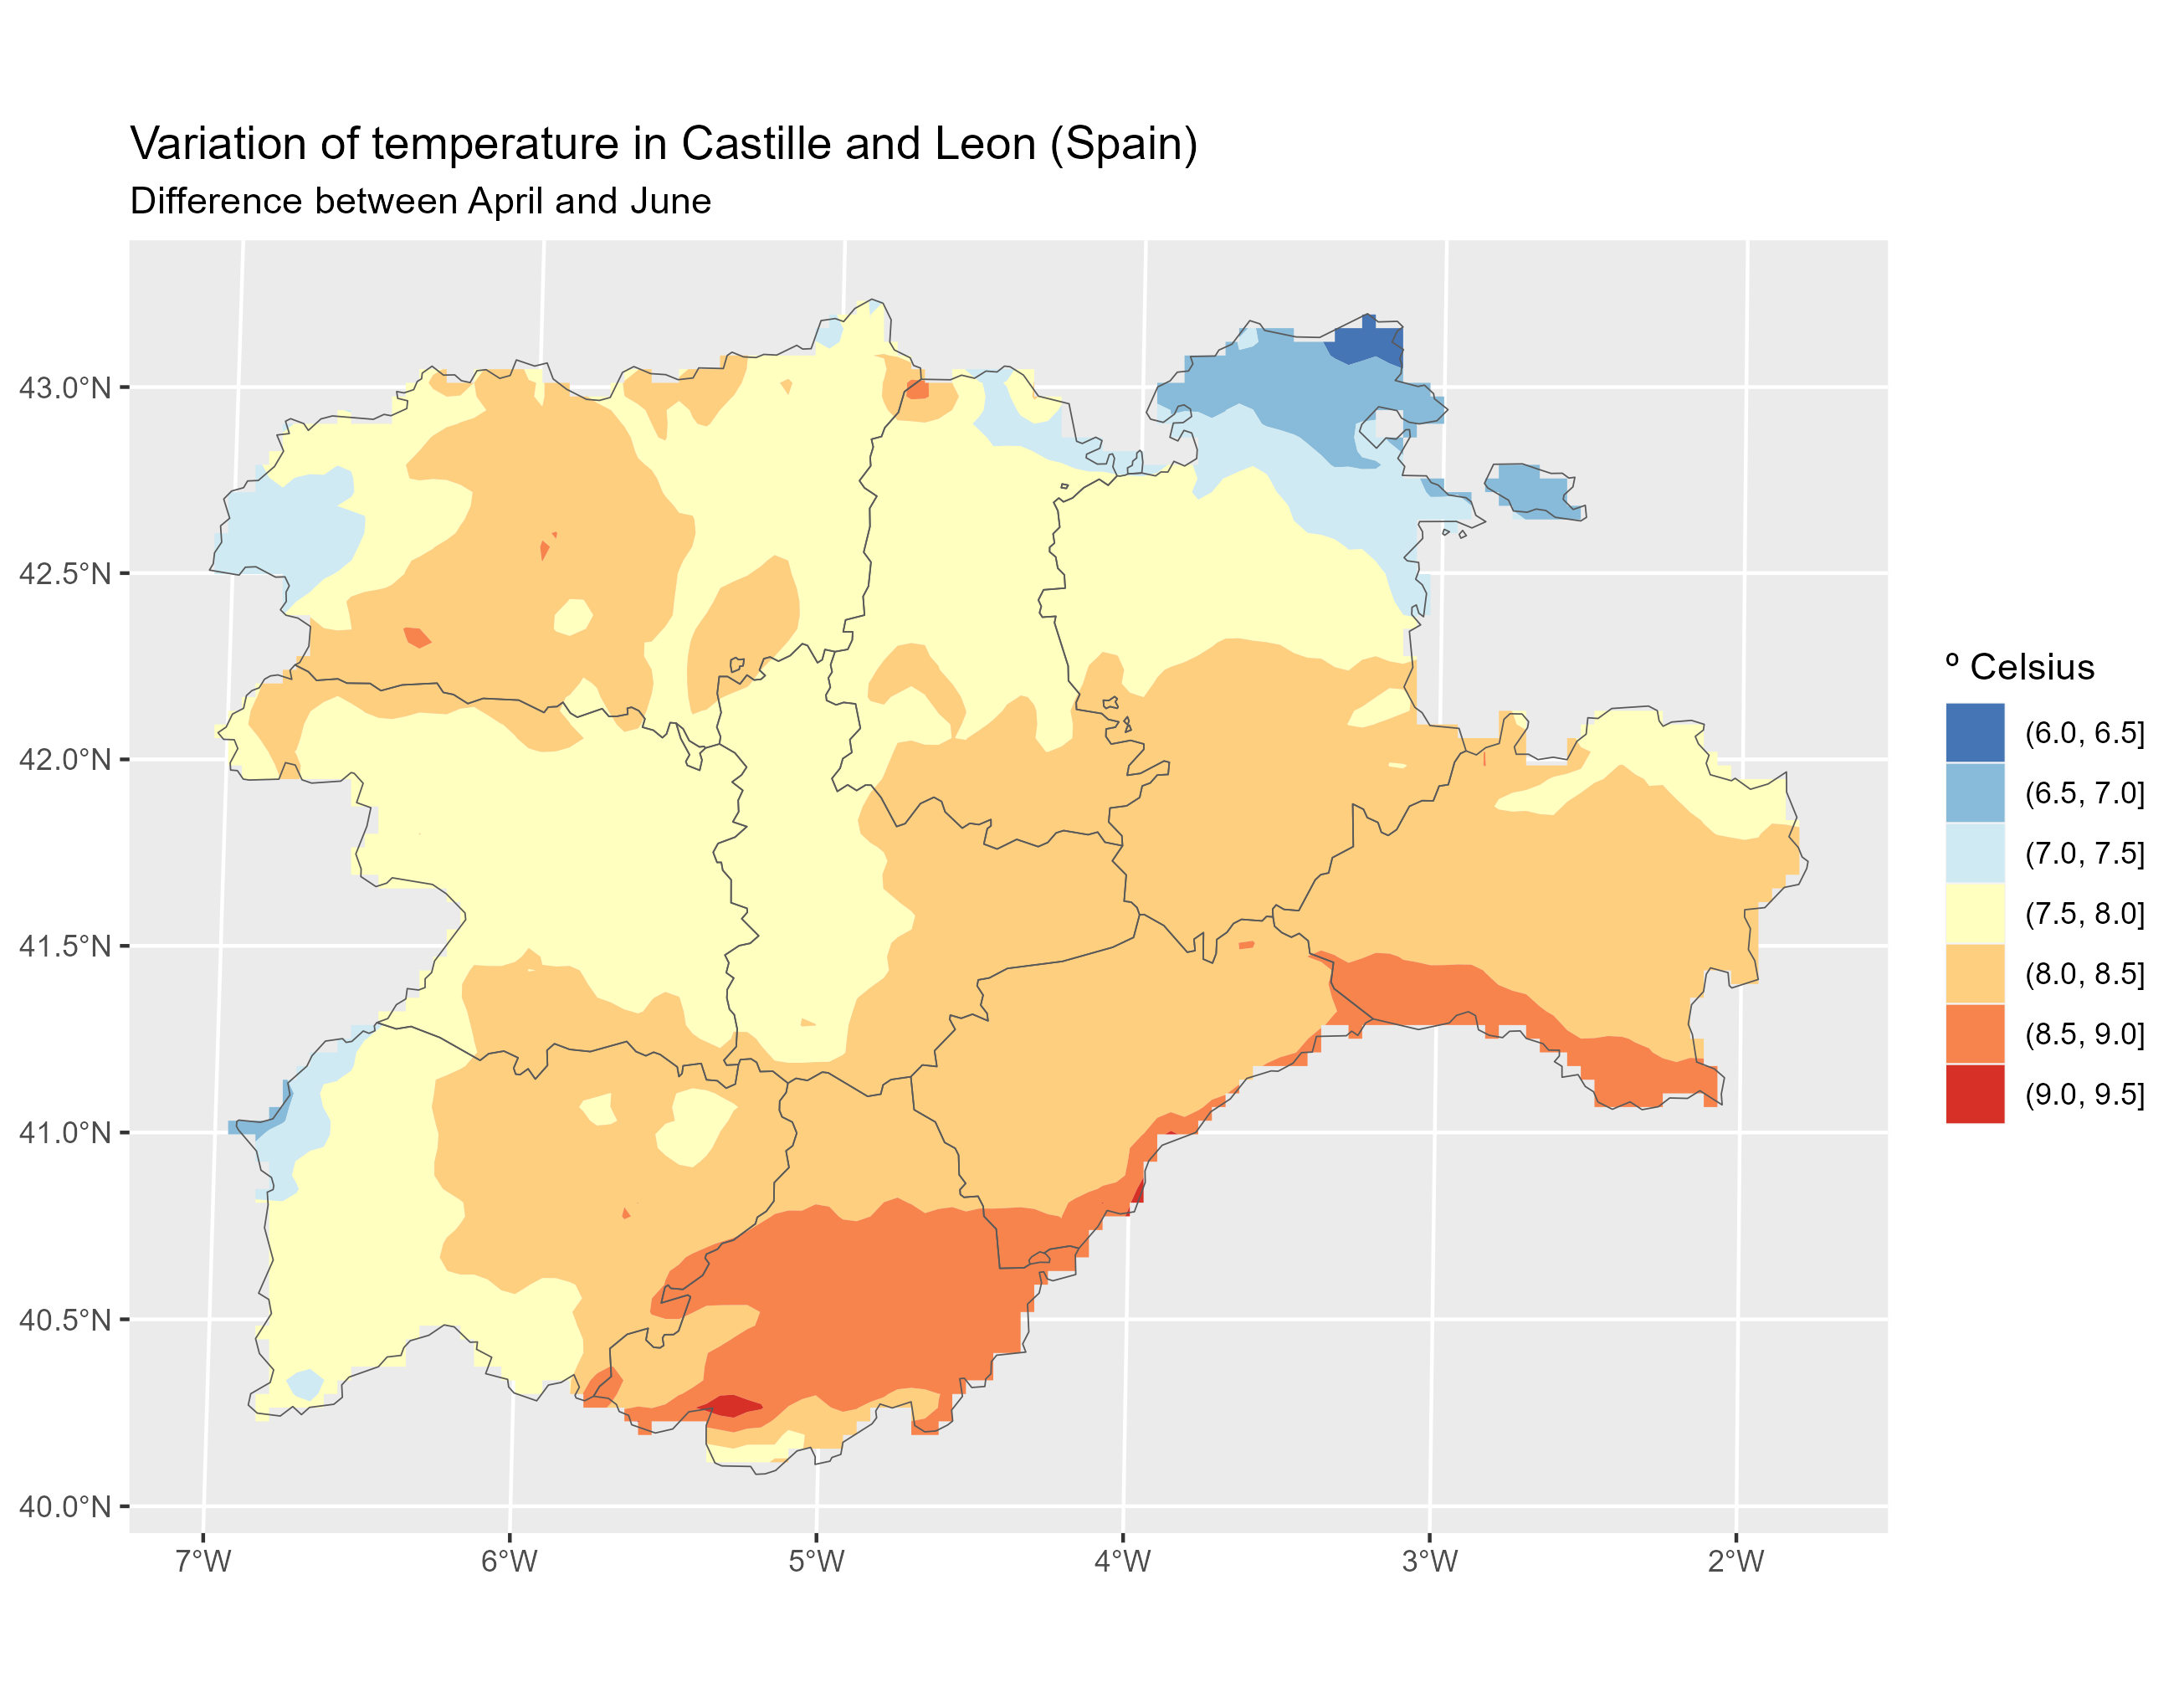 Variation of temperature in Castille and Leon (Spain)
Difference between April and June
43.0°N
42.5°N
42.0°N
41.5°N
41.0°N
40.5°N
40.0°N
7°W
6°W
5°W
4°W
3°W
2°W
º Celsius
(6.0, 6.5]
(6.5, 7.0]
(7.0, 7.5]
(7.5, 8.0]
(8.0, 8.5]
(8.5, 9.0]
(9.0, 9.5]